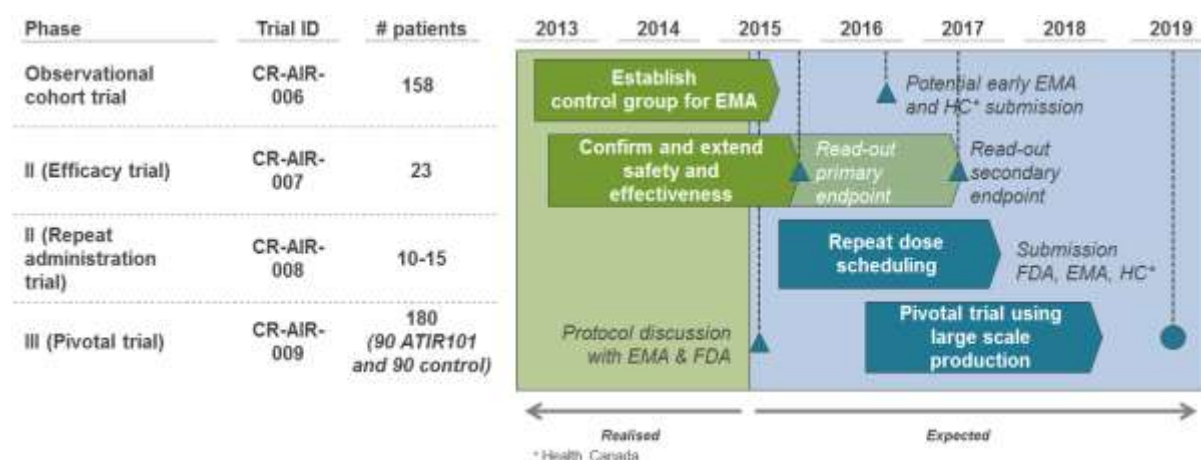 Phase Trial ID # patients 2013 2014 2015 2016 2017 2018 2019
Observational
cohort trial
CR-AIR-
006
158
Establish
control group for EMA
Potential early EMA
and HC* submission
II (Efficacy trial)
CR-AIR-
007
23
Confirm and extend
safety and
effectiveness
Read-out
primary
endpoint
Read-out
secondary
endpoint
II (Repeat
administration
trial)
CR-AIR-
008
10-15
Repeat dose
scheduling
Submission
FDA, EMA, HC*
III (Pivotal trial)
CR-AIR-
009
180
(90 ATIR101
and 90 control)
Protocol discussion
with EMA & FDA
Pivotal trial using
large scale
production
Realised
Expected
* Health Canada